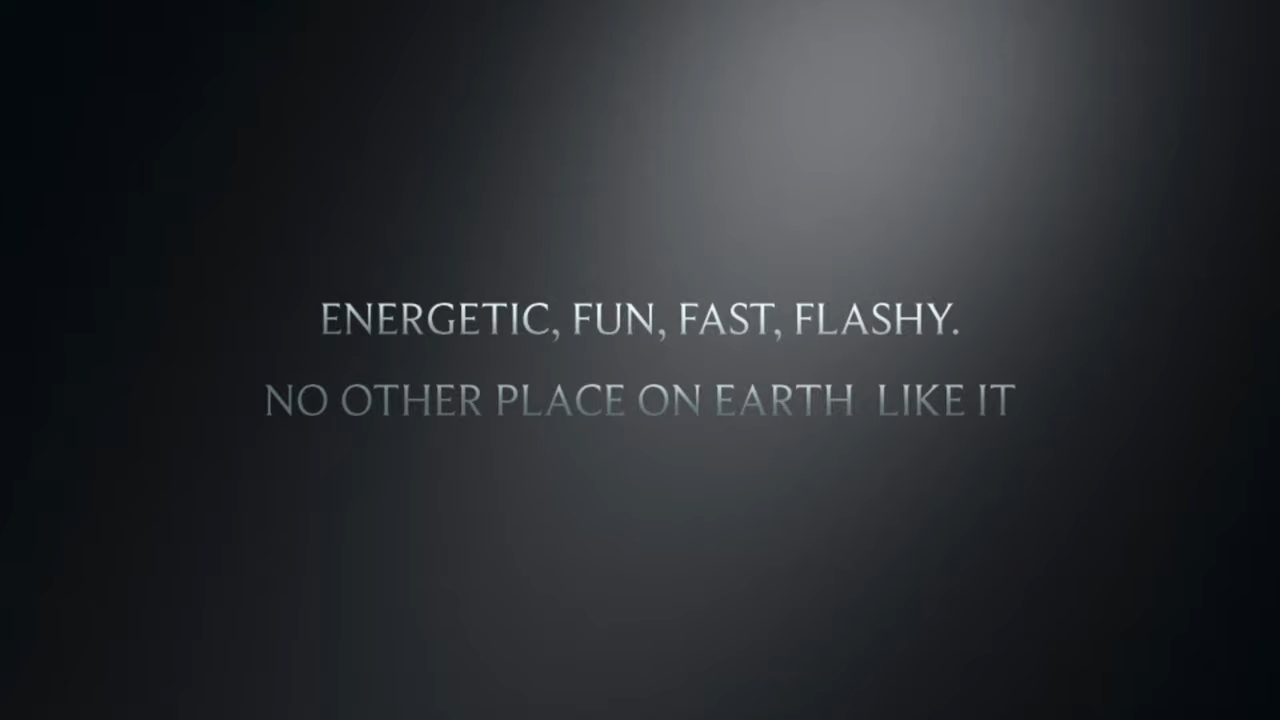 ENERGETIC, FUN, FAST, FLASHY.
NO OTHER PLACE ON EARTH  LIKE IT